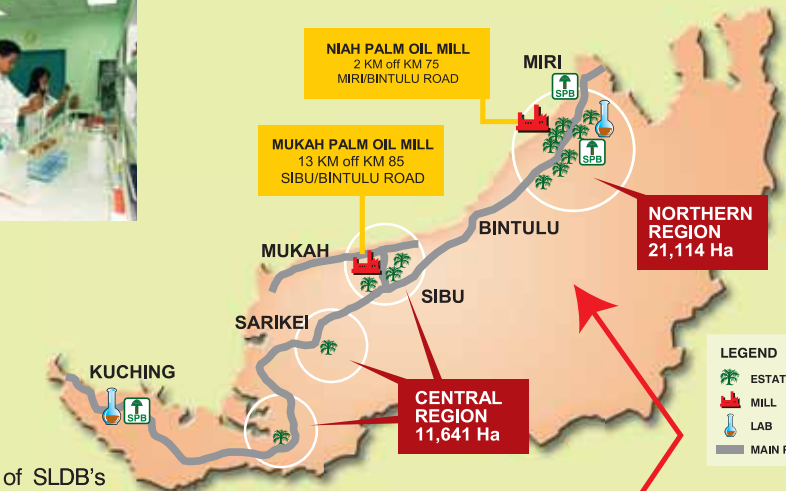 NIAH PALM OIL MILL
2 KM off KM 75
MIRI/BINTULU ROAD
MIRI
SPB
MUKAH PALM OIL MILL
13 KM off KM 85
SIBU/BINTULU ROAD
SPB
NORTHERN
REGION
21,114 Ha
BINTULU
MUKAH
SIBU
SARIKEI
KUCHING
SPB
CENTRAL
REGION
11,641 Ha
LEGEND
ESTAT
MILL
LAB
MAIN
of SLDB's